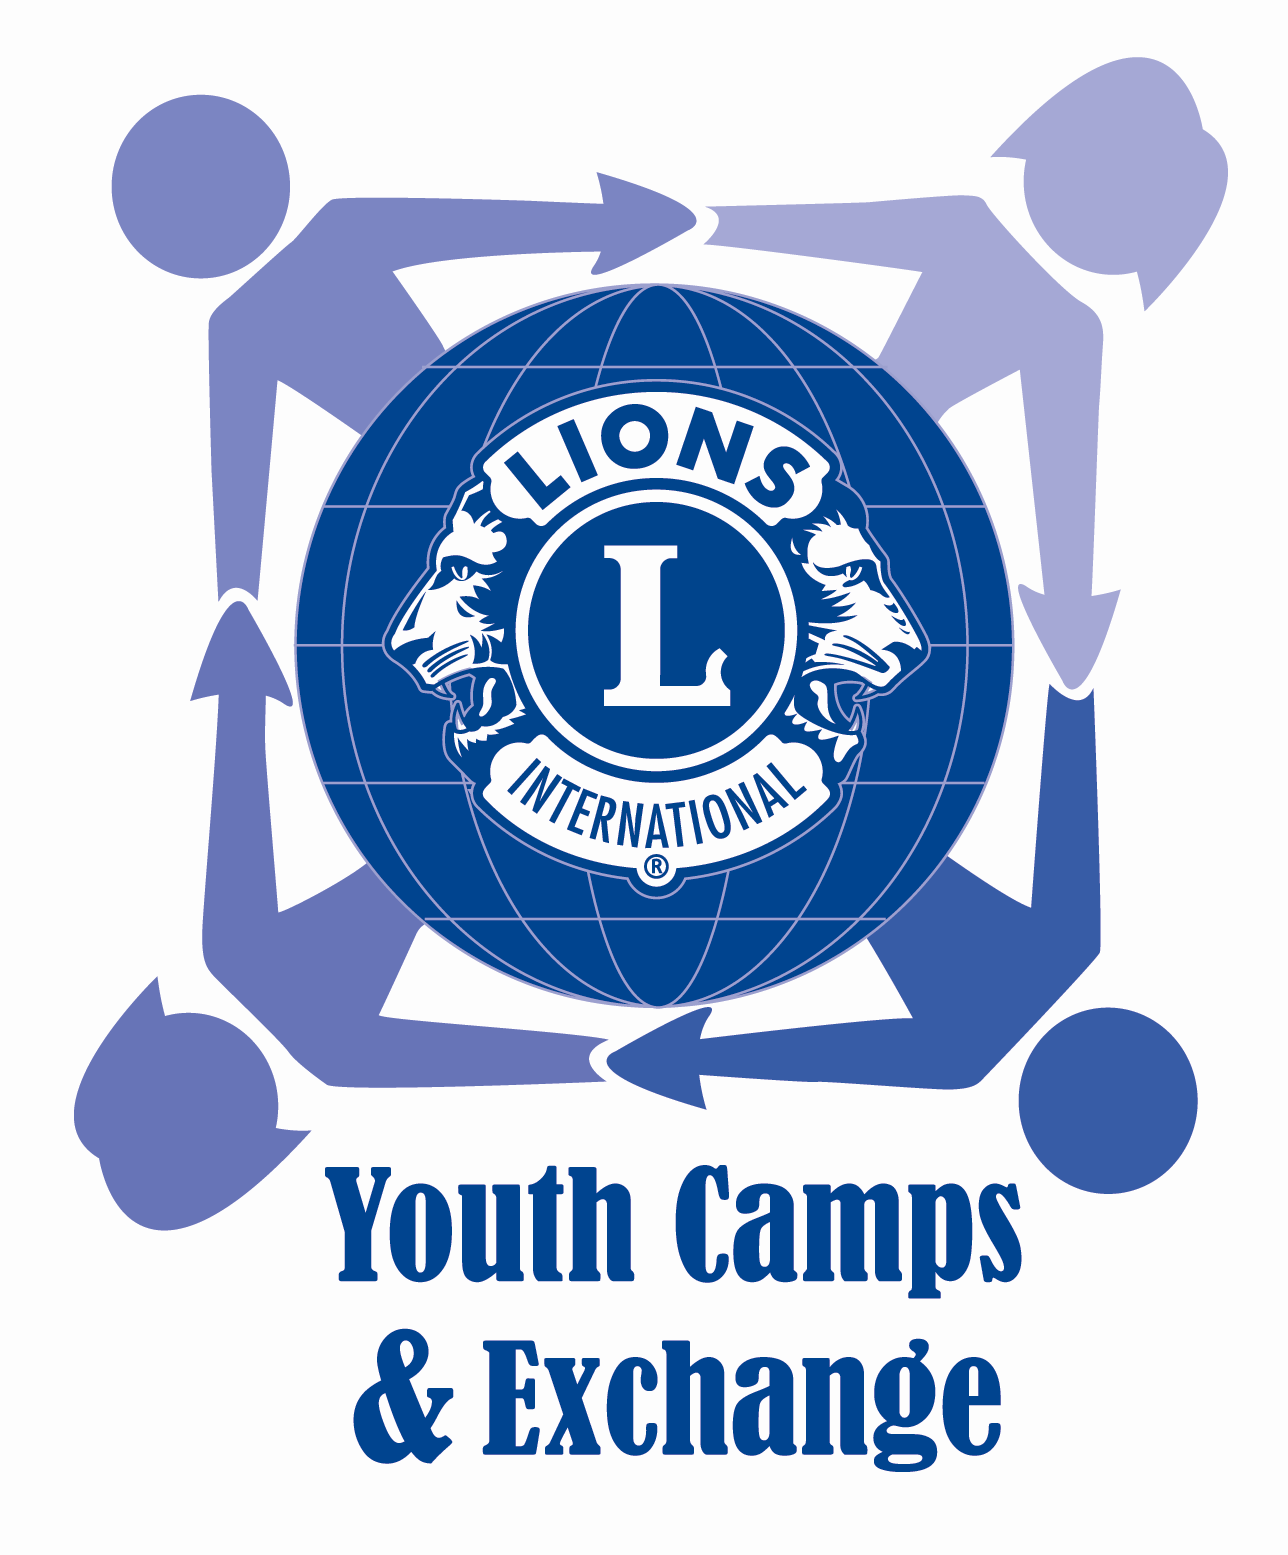 LIONS
L
INTERNATIONAL
®
Youth Camps
& Exchange